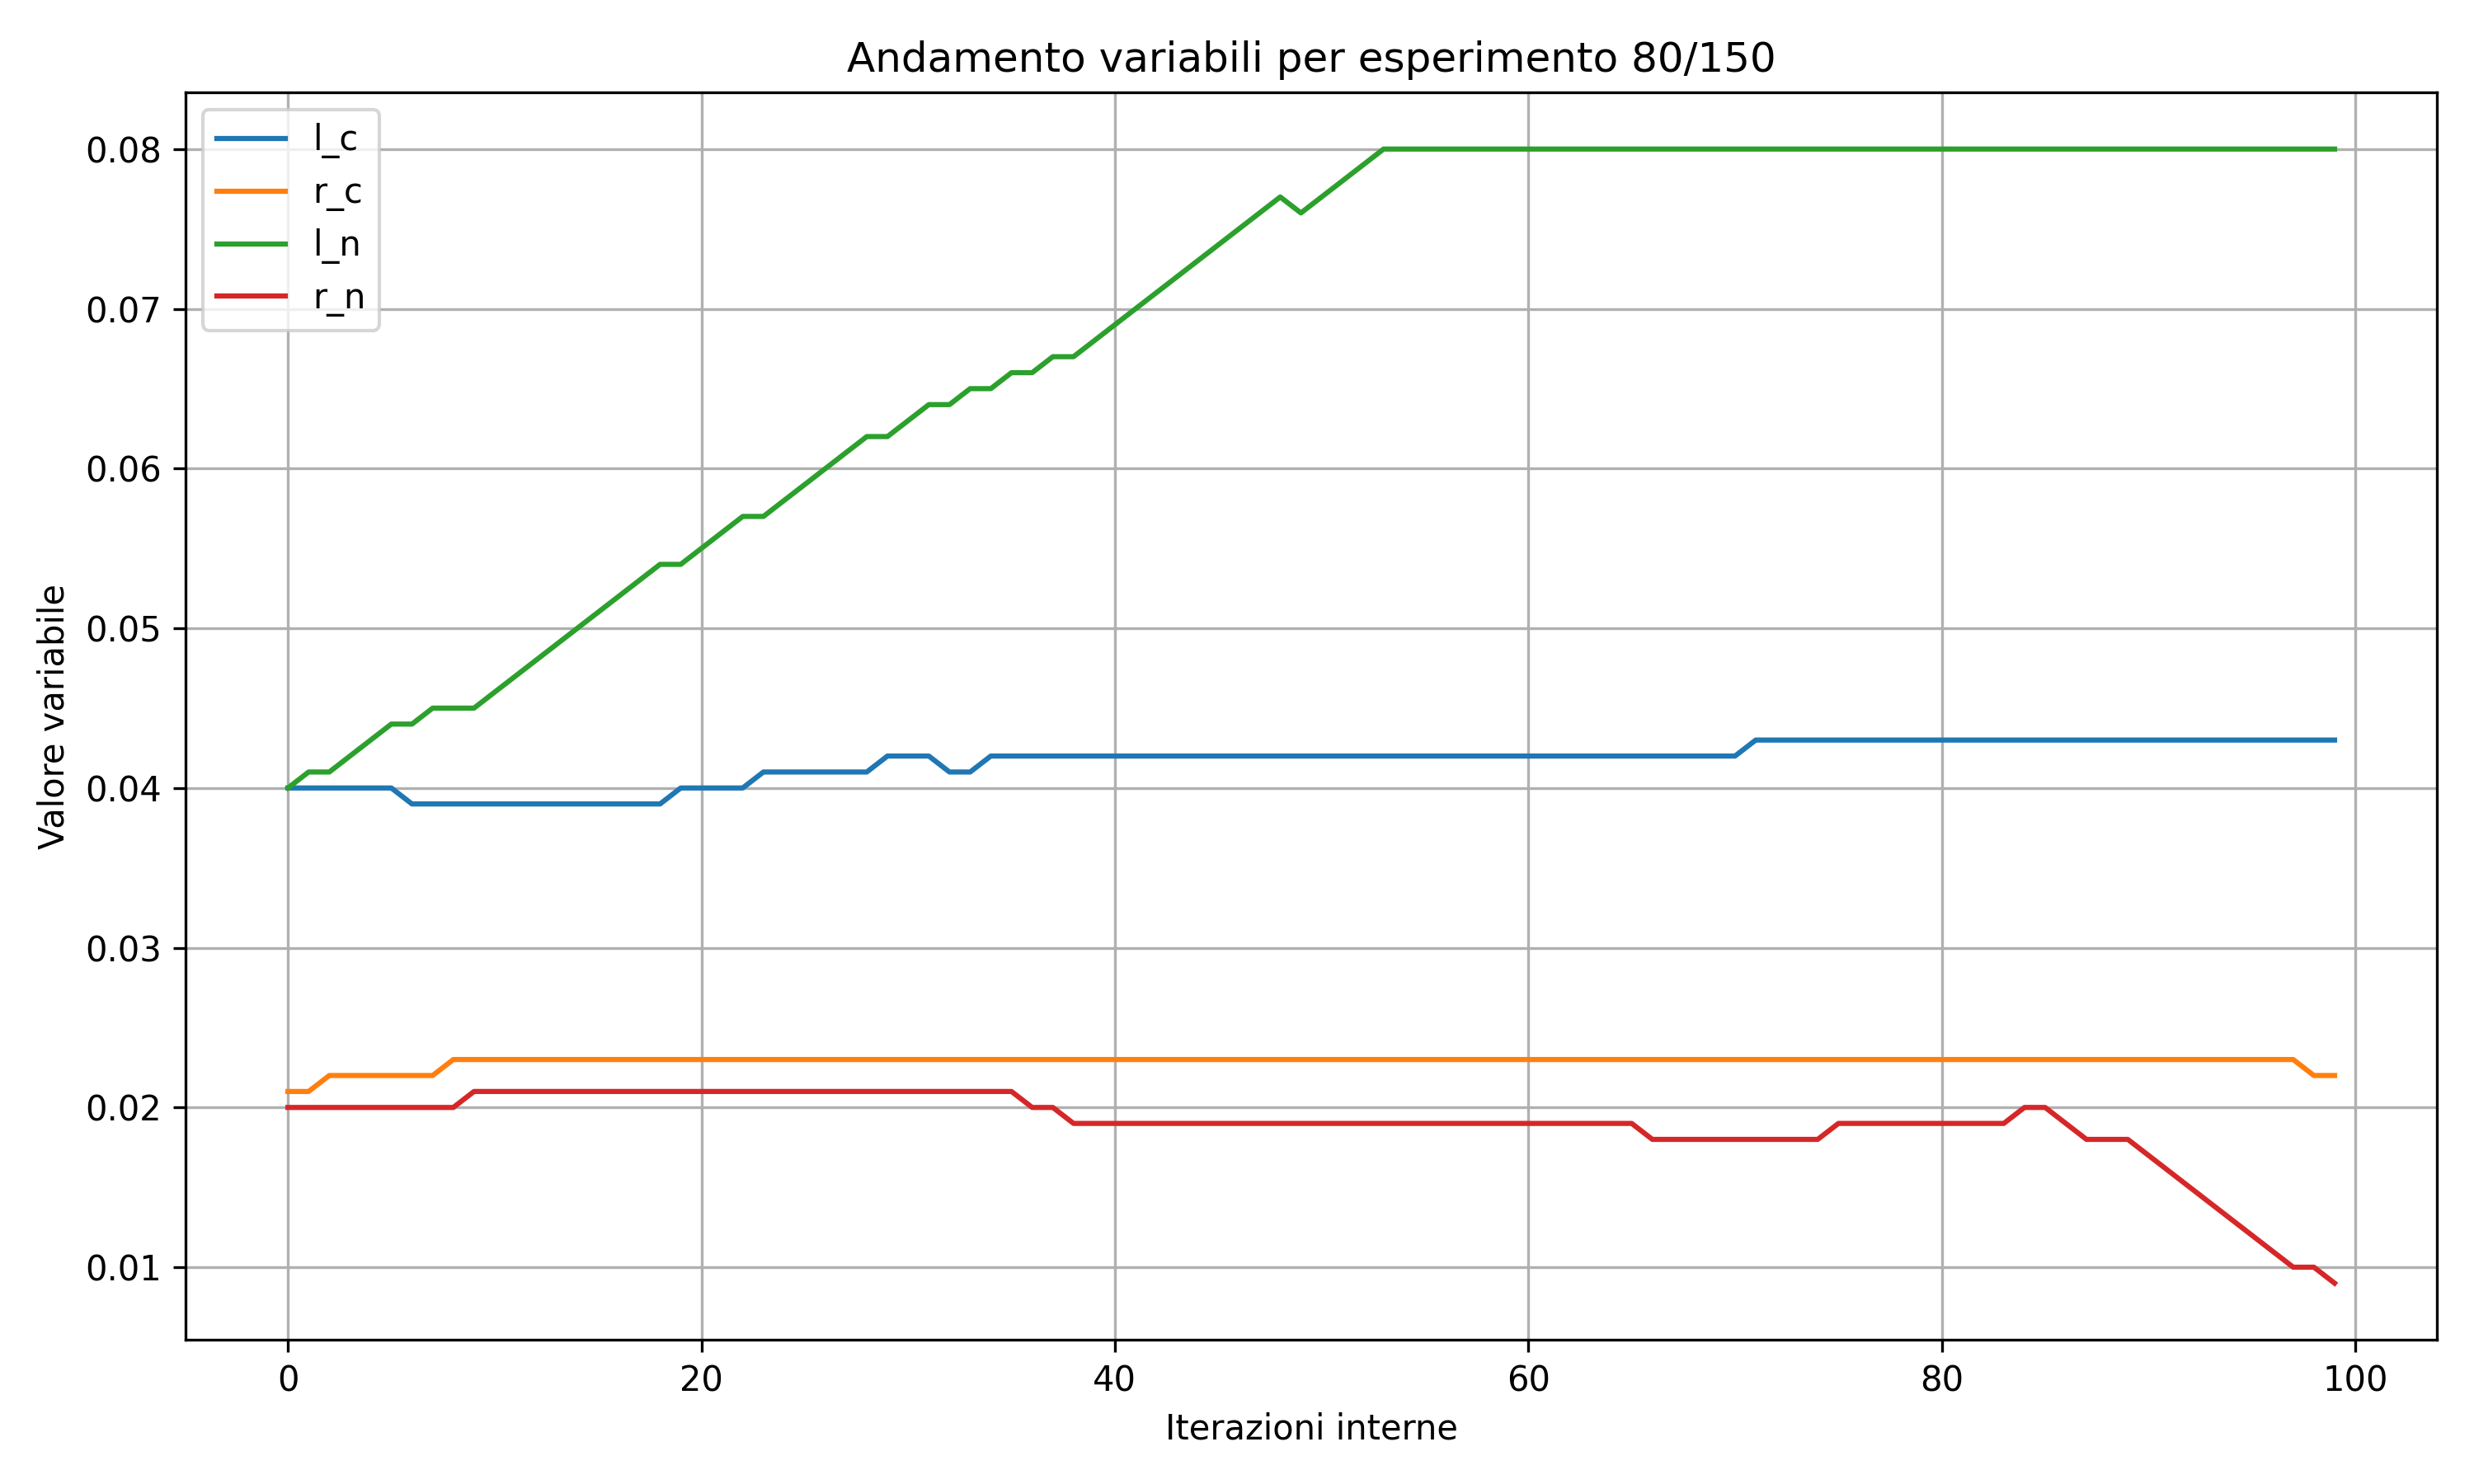 Andamento variabili per esperimento 80/150
l_c
r_c
l_n
r_n
Valore variabile
0.08
0.07
0.06
0.05
0.04
0.03
0.02
0.01
0 20 40 60 80 100
Iterazioni interne